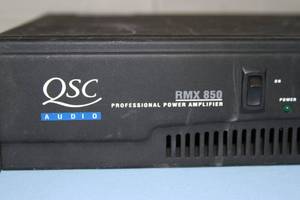 QSC
AUDIO
RMX 850
PROFESSIONAL POWER AMPLIFIER
POWER